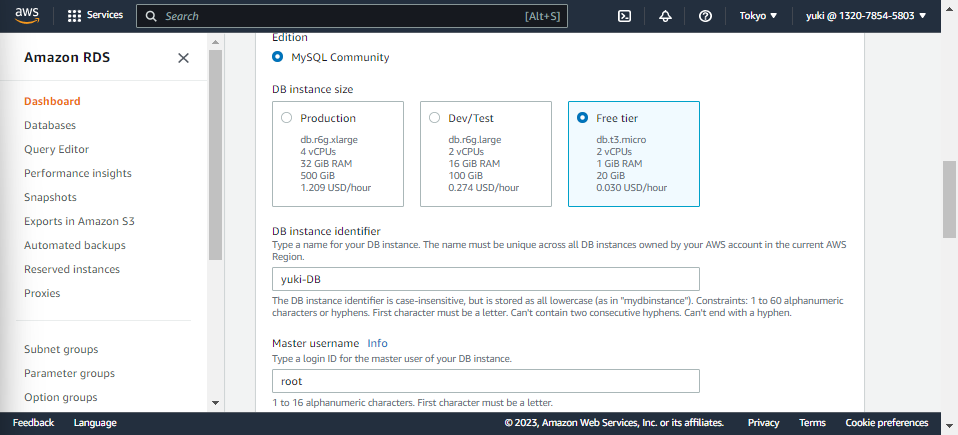 aws
Services
Search [Alt+S]
Tokyo
yuki @ 1320-7854-5803
Amazon RDS
Dashboard
Databases
Query Editor
Performance insights
Snapshots
Exports in Amazon S3
Automated backups
Reserved instances
Proxies
Subnet groups
Parameter groups
Option groups
Edition
MySQL Community
DB instance size
Production
db.r6g.xlarge
4 vCPUs
32 GiB RAM
500 GiB
1.209 USD/hour
Dev/Test
db.r6g.large
2 vCPUs
16 GiB RAM
100 GiB
0.274 USD/hour
Free tier
db.t3.micro
2 vCPUs
1 GiB RAM
20 GiB
0.030 USD/hour
DB instance identifier
Type a name for your DB instance. The name must be unique across all DB instances owned by your AWS account in the current AWS
Region.
yuki-DB
The DB instance identifier is case-insensitive, but is stored as all lowercase (as in "mydbinstance"). Constraints: 1 to 60 alphanumeric
characters or hyphens. First character must be a letter. Can't contain two consecutive hyphens. Can't end with a hyphen.
Master username Info
Type a login ID for the master user of your DB instance.
root
1 to 16 alphanumeric characters. First character must be a letter.
Feedback Language © 2023, Amazon Web Services, Inc. or its affiliates. Privacy Terms Cookie preferences